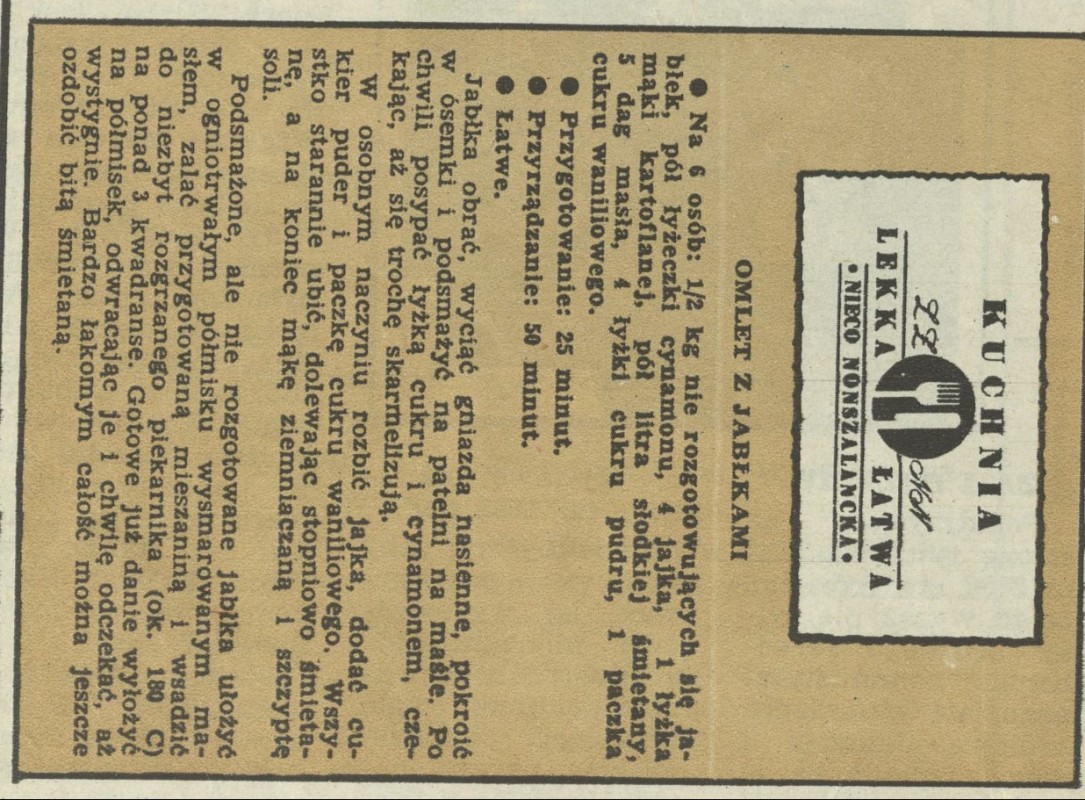 KUCHNIA
LEKKA ŁATWA
• NIECO NONSZALANCKA •
OMLET Z JABŁKAMI
● Na 6 osób: 1/2 kg nie rozgotowujących się ja-
błek, pół łyżeczki cynamonu, 4 jajka, 1 łyżka
mąki kartoflanej, pół litra słodkiej śmietany,
5 dag masła, 4 łyżki cukru pudru, 1 paczka
cukru waniliowego.
● Przygotowanie: 25 minut.
● Przyrządzanie: 50 minut.
● Łatwe.
Jabłka obrać, wyciąć gniazda nasienne, pokroić
w ósemki i podsmażyć na patelni na maśle. Po
chwili posypać łyżką cukru i cynamonem, cze-
kając, aż się trochę skarmelizują.
W osobnym naczyniu rozbić jajka, dodać cu-
kier puder i paczkę cukru waniliowego. Wszy-
stko starannie ubić, dolewając stopniowo śmieta-
nę, a na koniec mąkę ziemniaczaną i szczyptę
soli.
Podsmażone, ale nie rozgotowane jabłka ułożyć
w ogniotrwałym półmisku wysmarowanym ma-
słem, zalać przygotowaną mieszaniną i wsadzić
do niezbyt rozgrzanego piekarnika (ok. 180 C)
na ponad 3 kwadranse. Gotowe już danie wyłożyć
na półmisek, odwracając je i chwilę odczekać, aż
wystygnie. Bardzo łakomym całość można jeszcze
ozdobić bitą śmietaną.